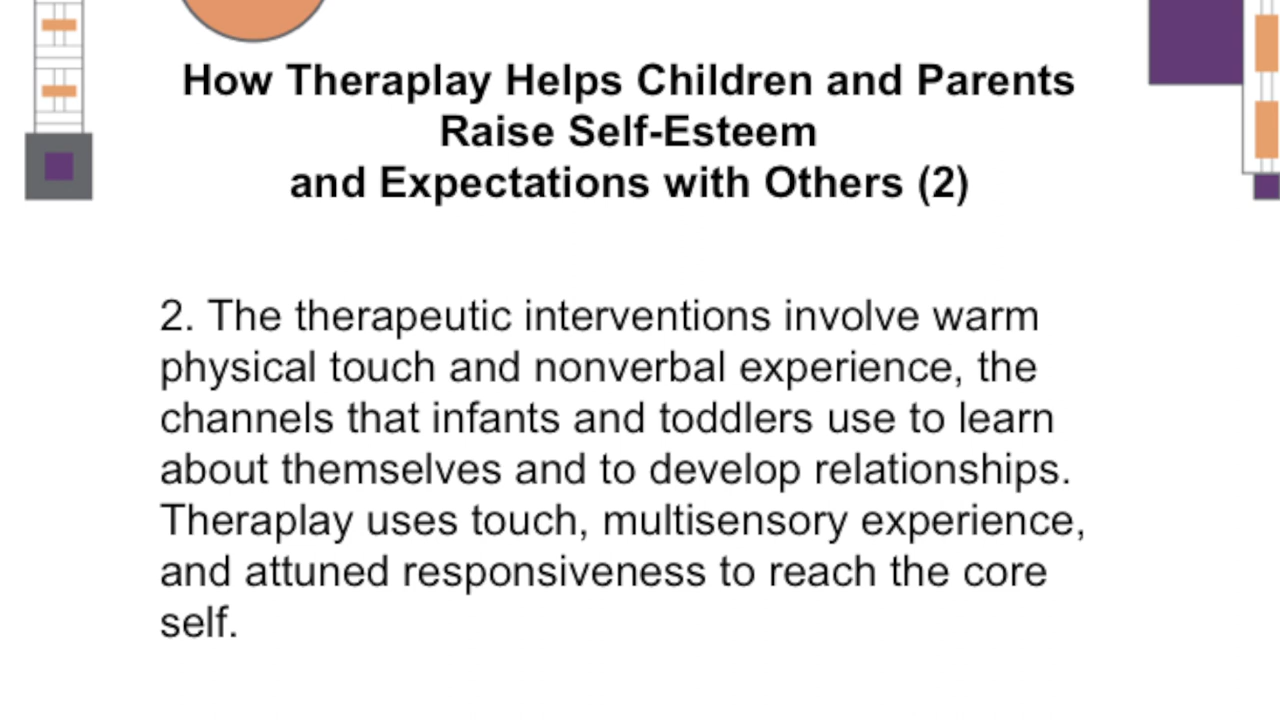 How Theraplay Helps Children and Parents
Raise Self-Esteem
and Expectations with Others (2)
2. The therapeutic interventions involve warm
physical touch and nonverbal experience, the
channels that infants and toddlers use to learn
about themselves and to develop relationships.
Theraplay uses touch, multisensory experience,
and attuned responsiveness to reach the core
self.